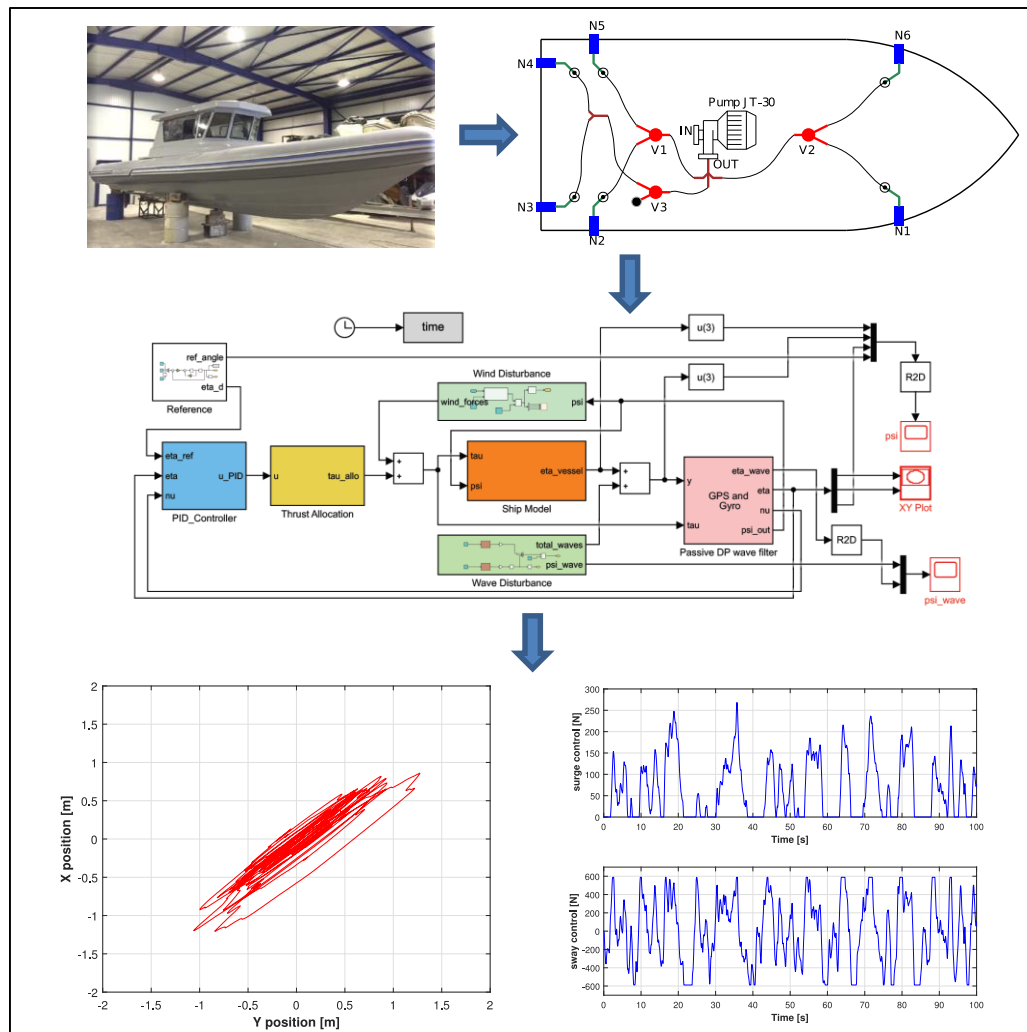 N5
N6
N4
Pump JT-30
IN
V1
OUT
V2
V3
N3
N2
N1
time
u(3)
ref_angle
eta_d
Reference
Wind Disturbance
wind_forces
psi
u(3)
R2D
psi
eta_ref
eta
nu
u_PID
PID_Controller
u
tau_allo
Thrust Allocation
+
+
tau
psi
eta_vessel
Ship Model
+
+
y
tau
GPS and
Gyro
eta_wave
eta
nu
psi_out
Passive DP wave filter
XY Plot
R2D
total_waves
psi_wave
Wave Disturbance
psi_wave
2
1.5
1
0.5
0
-0.5
-1
-1.5
-2
X position [m]
-2 -1.5 -1 -0.5 0 0.5 1 1.5 2
Y position [m]
300
250
200
150
100
50
0
surge control [N]
0 10 20 30 40 50 60 70 80 90 100
Time [s]
600
400
200
0
-200
-400
-600
sway control [N]
0 10 20 30 40 50 60 70 80 90 100
Time [s]